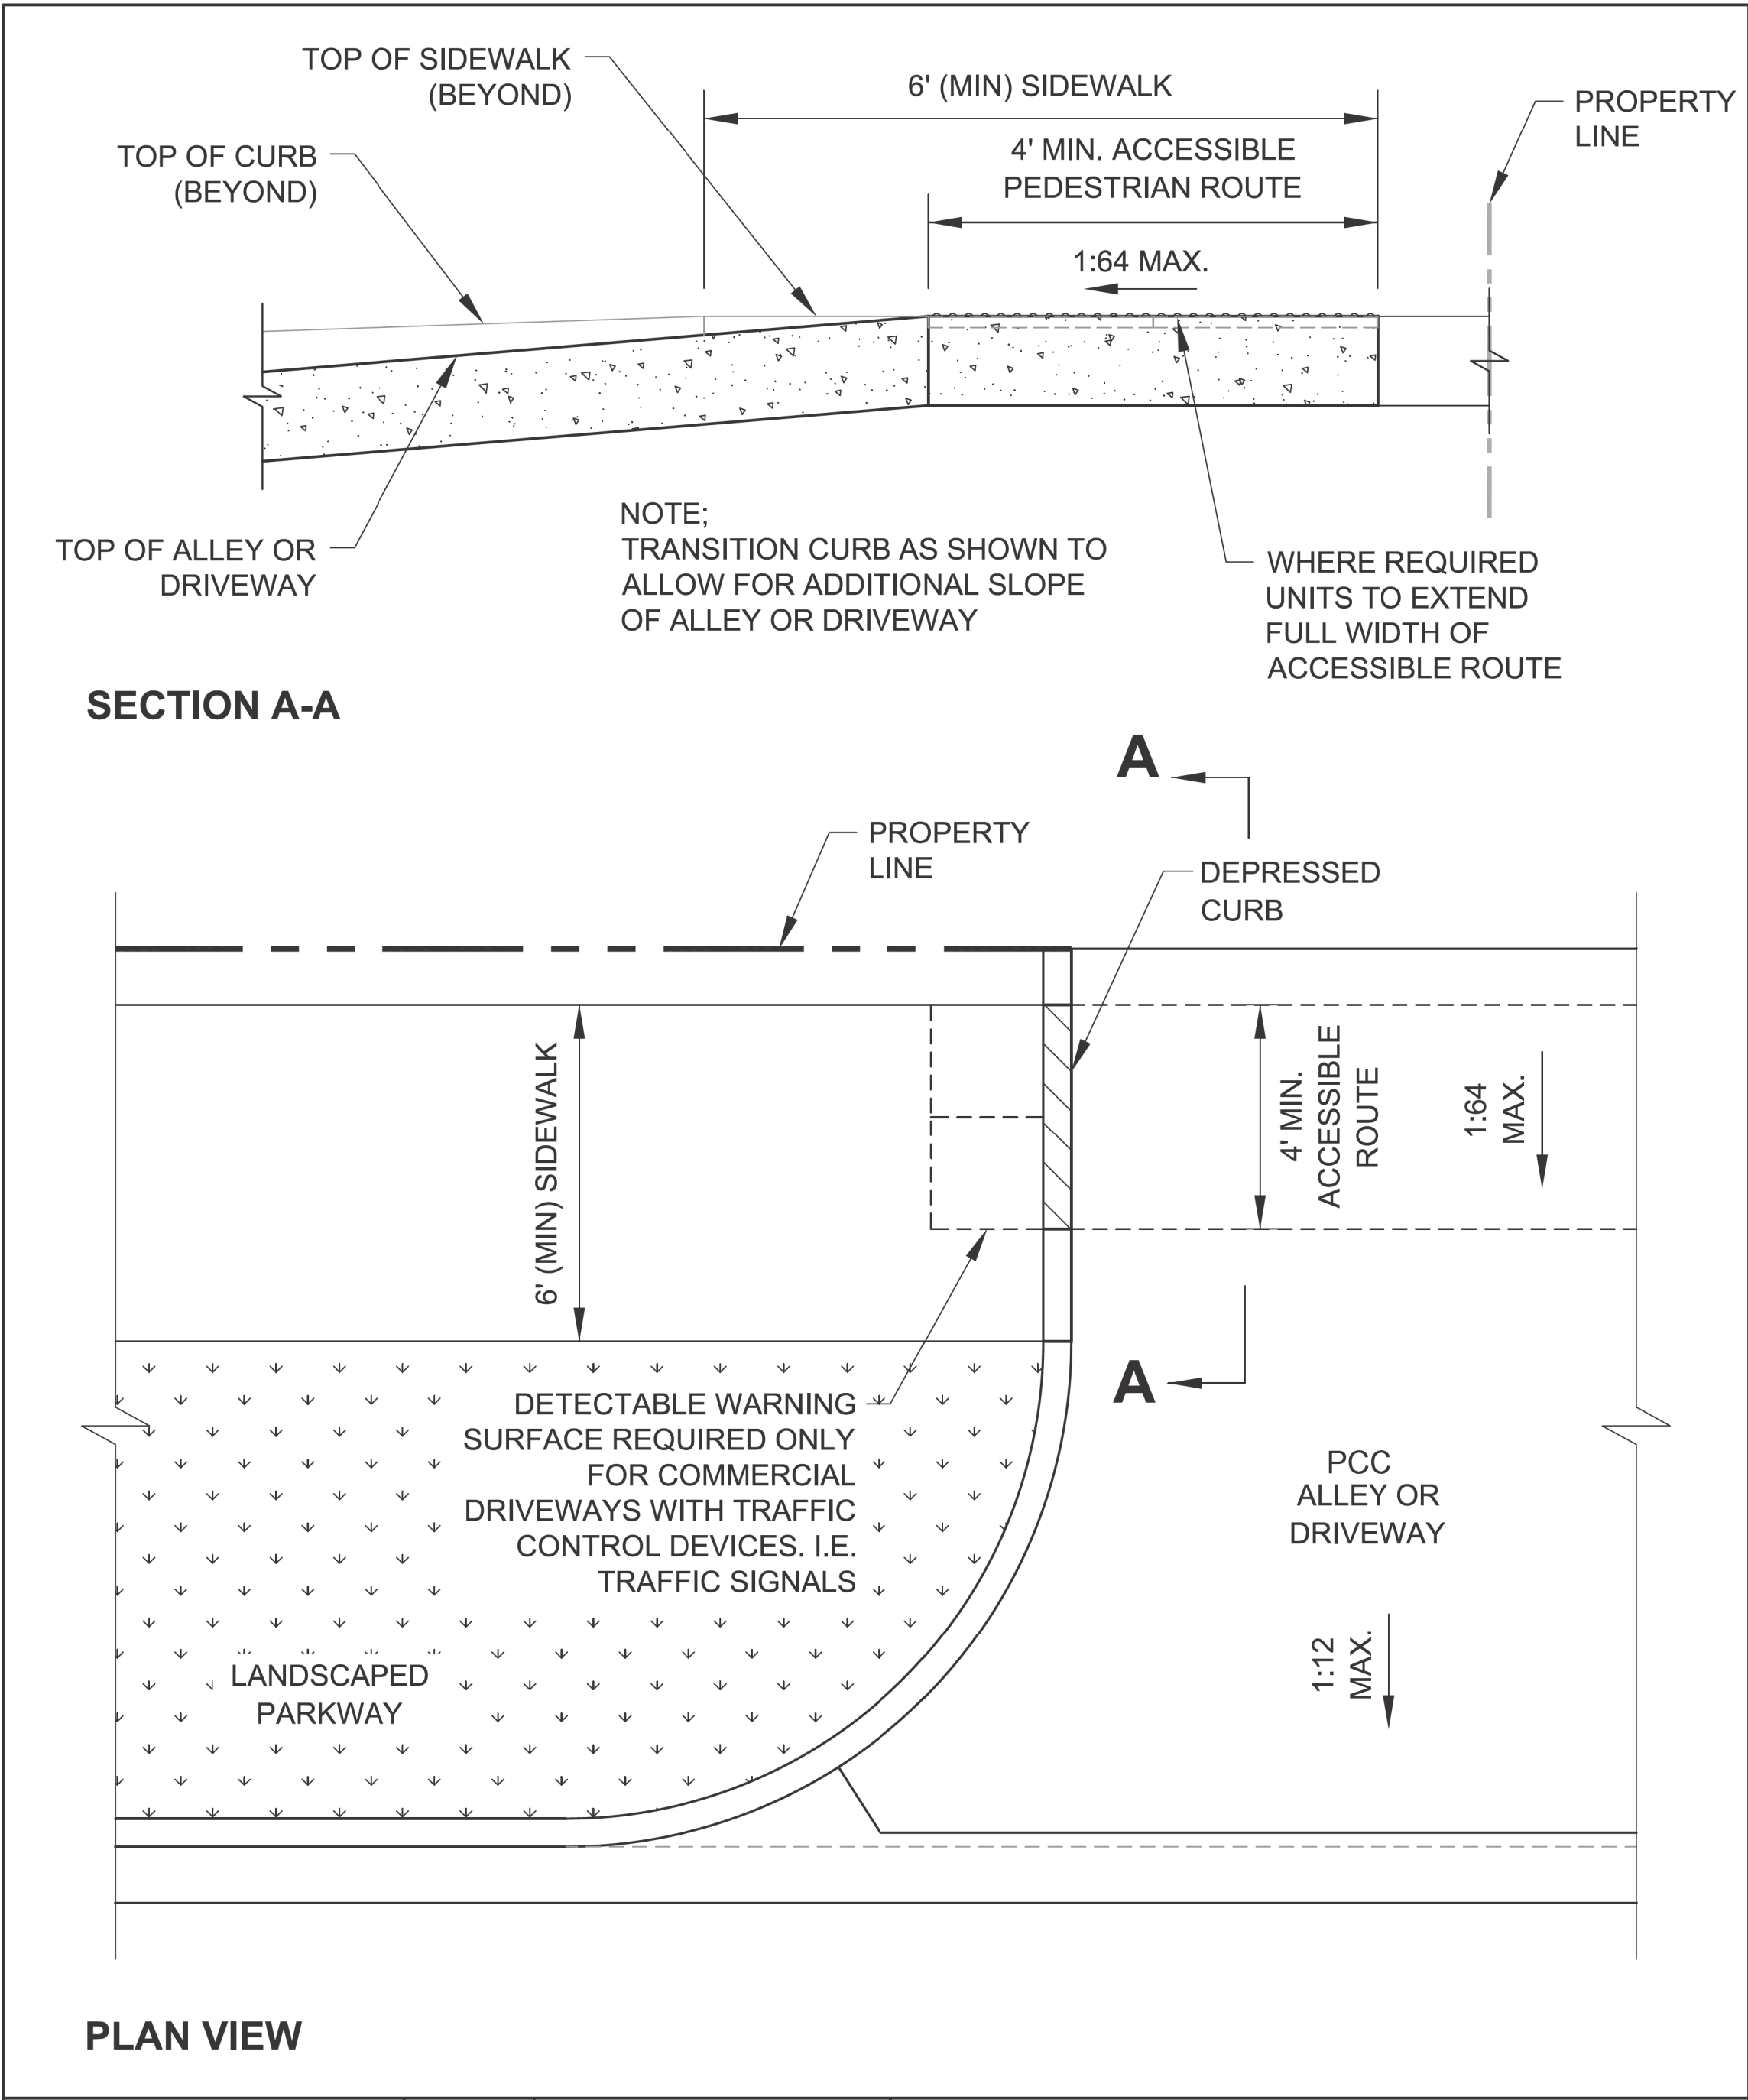 TOP OF SIDEWALK
(BEYOND)
6' (MIN) SIDEWALK
PROPERTY
LINE
TOP OF CURB
(BEYOND)
4' MIN. ACCESSIBLE
PEDESTRIAN ROUTE
1:64 MAX.
TOP OF ALLEY OR
DRIVEWAY
NOTE;
TRANSITION CURB AS SHOWN TO
ALLOW FOR ADDITIONAL SLOPE
OF ALLEY OR DRIVEWAY
WHERE REQUIRED
UNITS TO EXTEND
FULL WIDTH OF
ACCESSIBLE ROUTE
SECTION A-A
A
PROPERTY
LINE
DEPRESSED
CURB
6' (MIN) SIDEWALK
4' MIN.
ACCESSIBLE
ROUTE
1:64
MAX.
A
DETECTABLE WARNING
SURFACE REQUIRED ONLY
FOR COMMERCIAL
DRIVEWAYS WITH TRAFFIC
CONTROL DEVICES. I.E.
TRAFFIC SIGNALS
PCC
ALLEY OR
DRIVEWAY
LANDSCAPED
PARKWAY
1:12
MAX.
PLAN VIEW